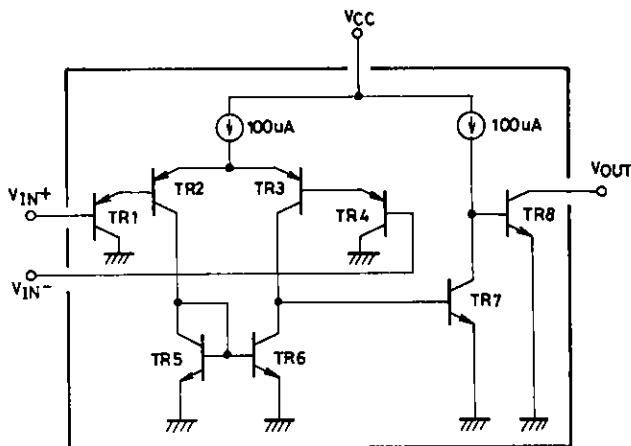 VCC
100uA
100uA
VOUT
VIN+
TR1
TR2
TR3
TR4
TR8
VIN-
TR7
TR5
TR6